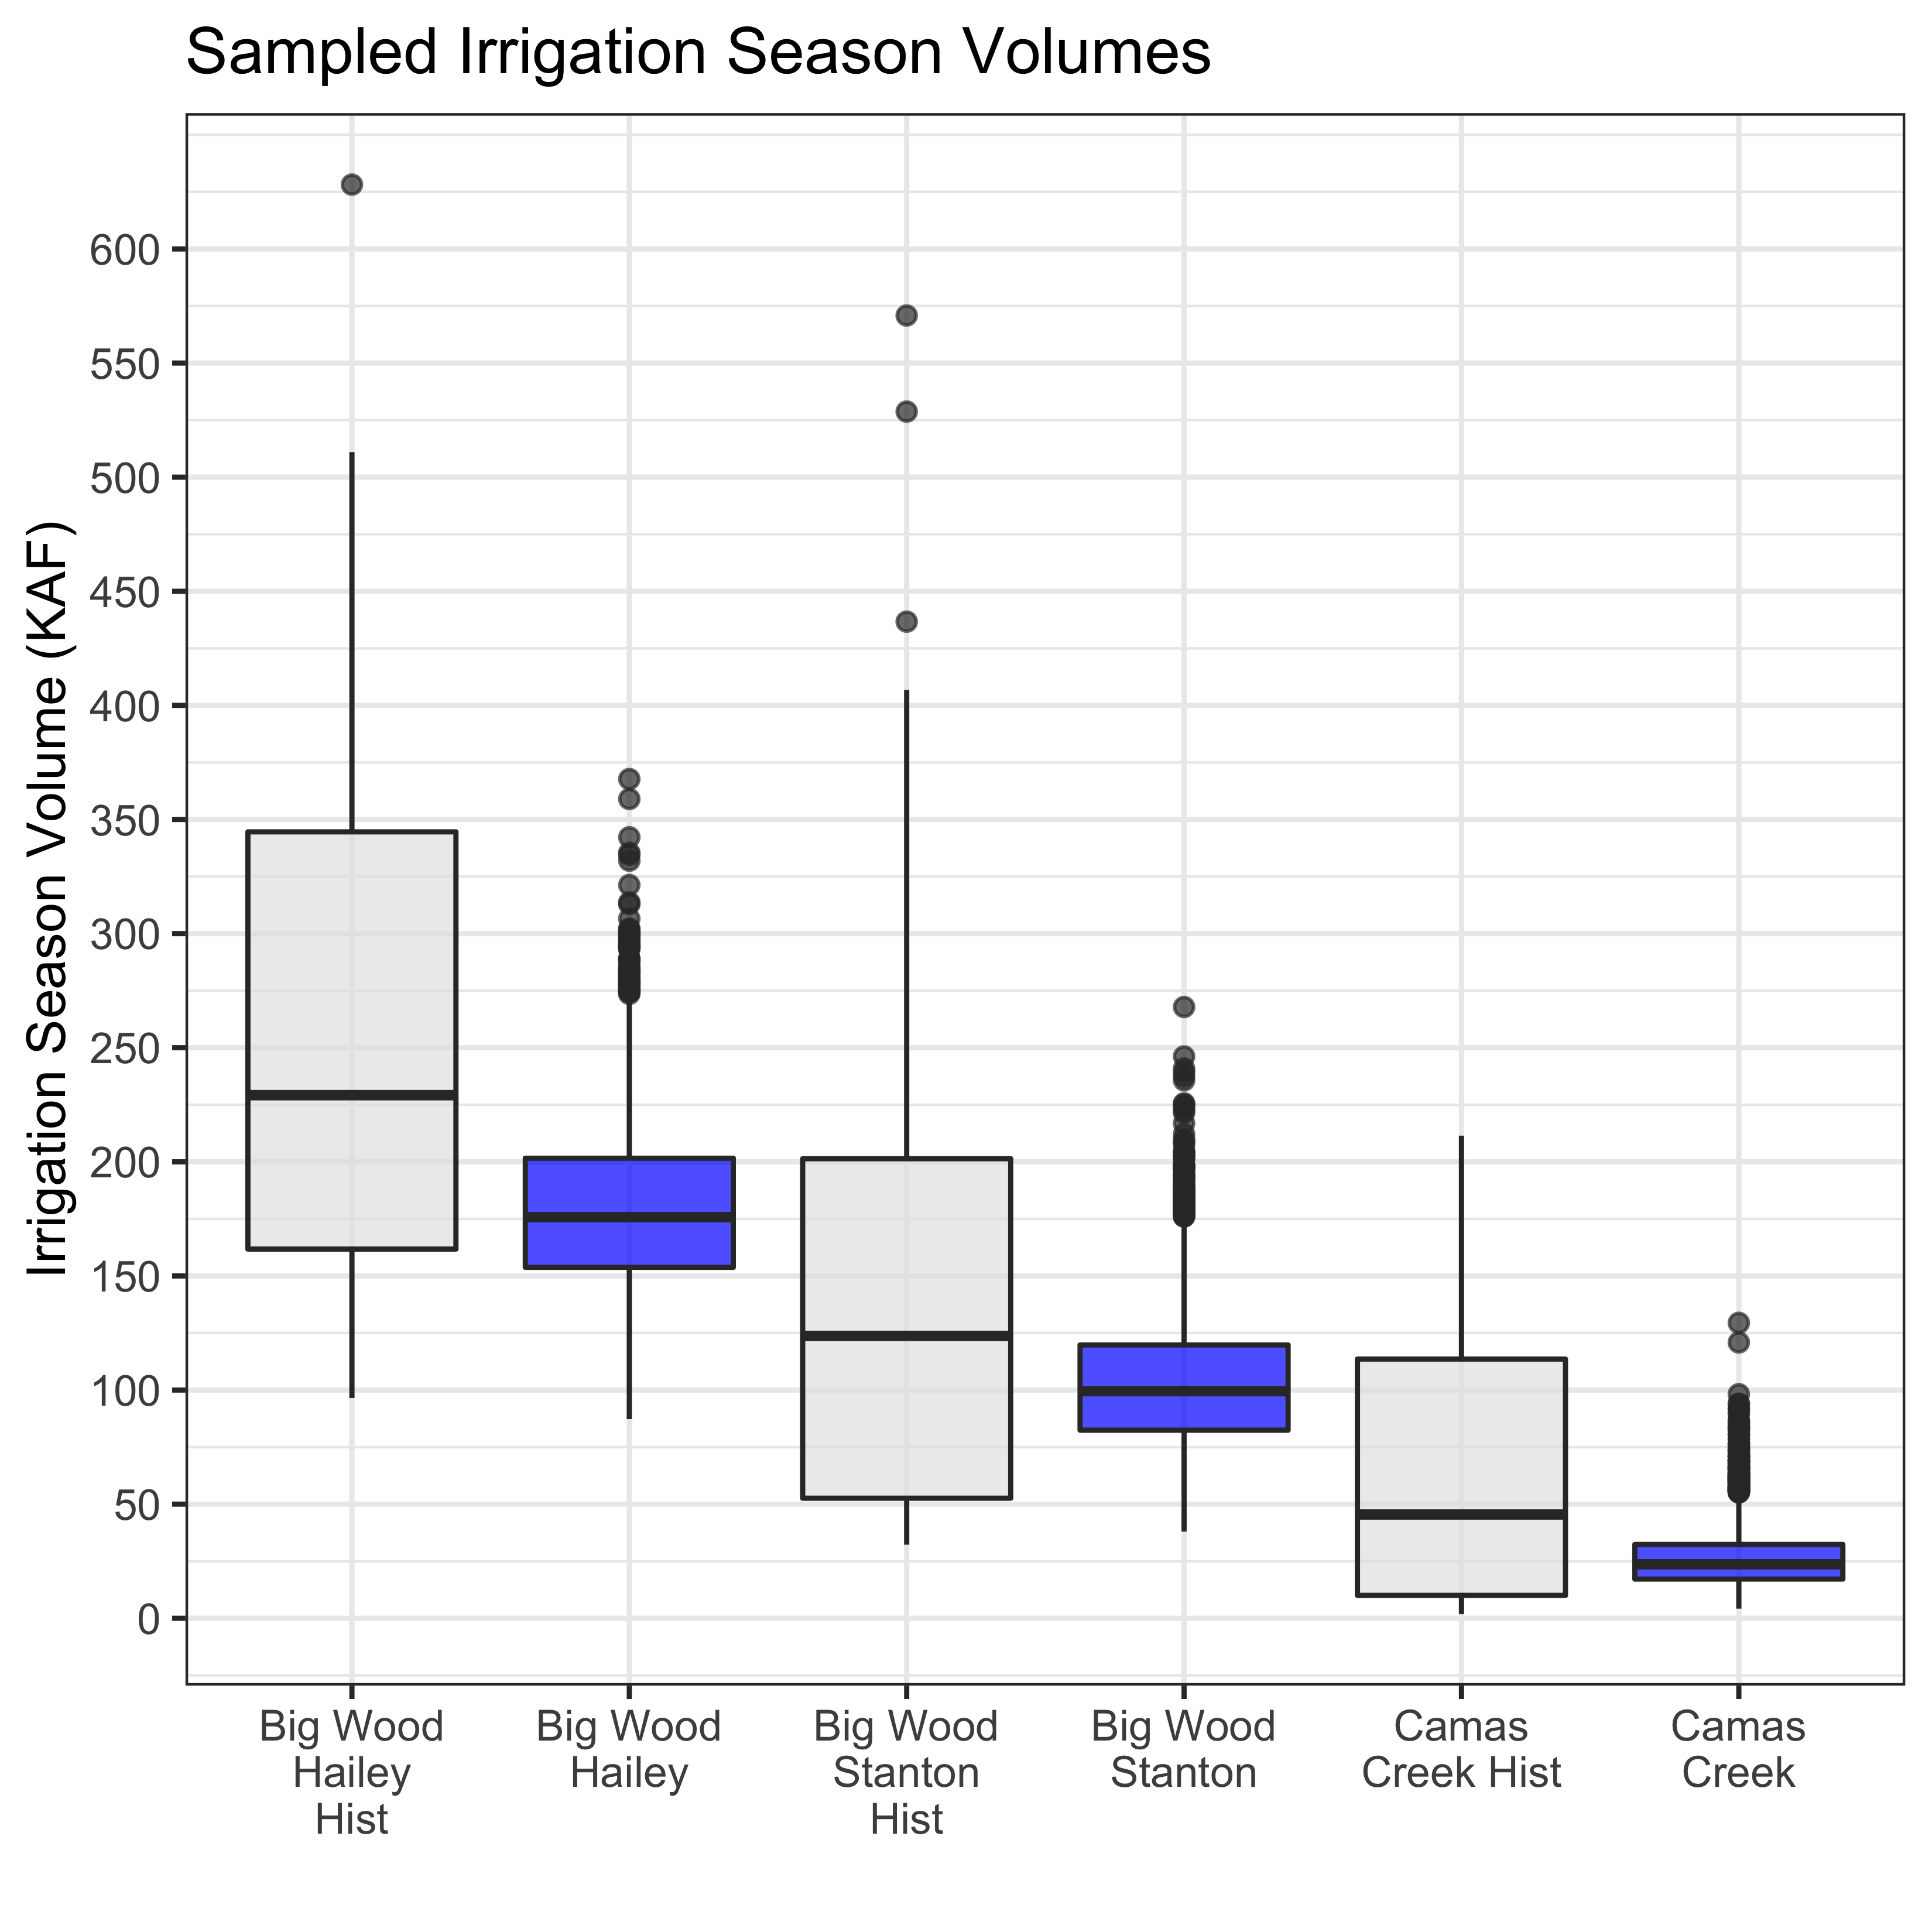 Sampled Irrigation Season Volumes
Irrigation Season Volume (KAF)
600
550
500
450
400
350
300
250
200
150
100
50
0
Big Wood
Hailey
Hist
Big Wood
Hailey
Big Wood
Stanton
Hist
Big Wood
Stanton
Camas
Creek Hist
Camas
Creek